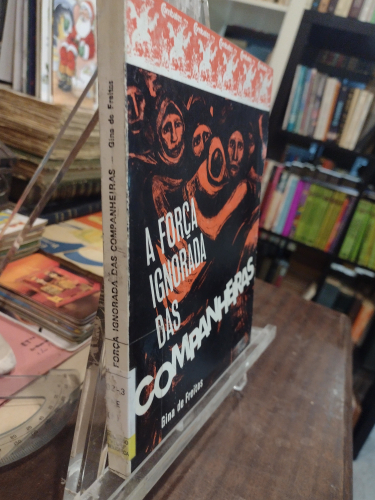 A FORÇA
IGNORADA
DAS
COMPANHEIRAS
Gina de Freitas
FORÇA IGNORADA DAS COMPANHEIRAS — Gina de Freitas